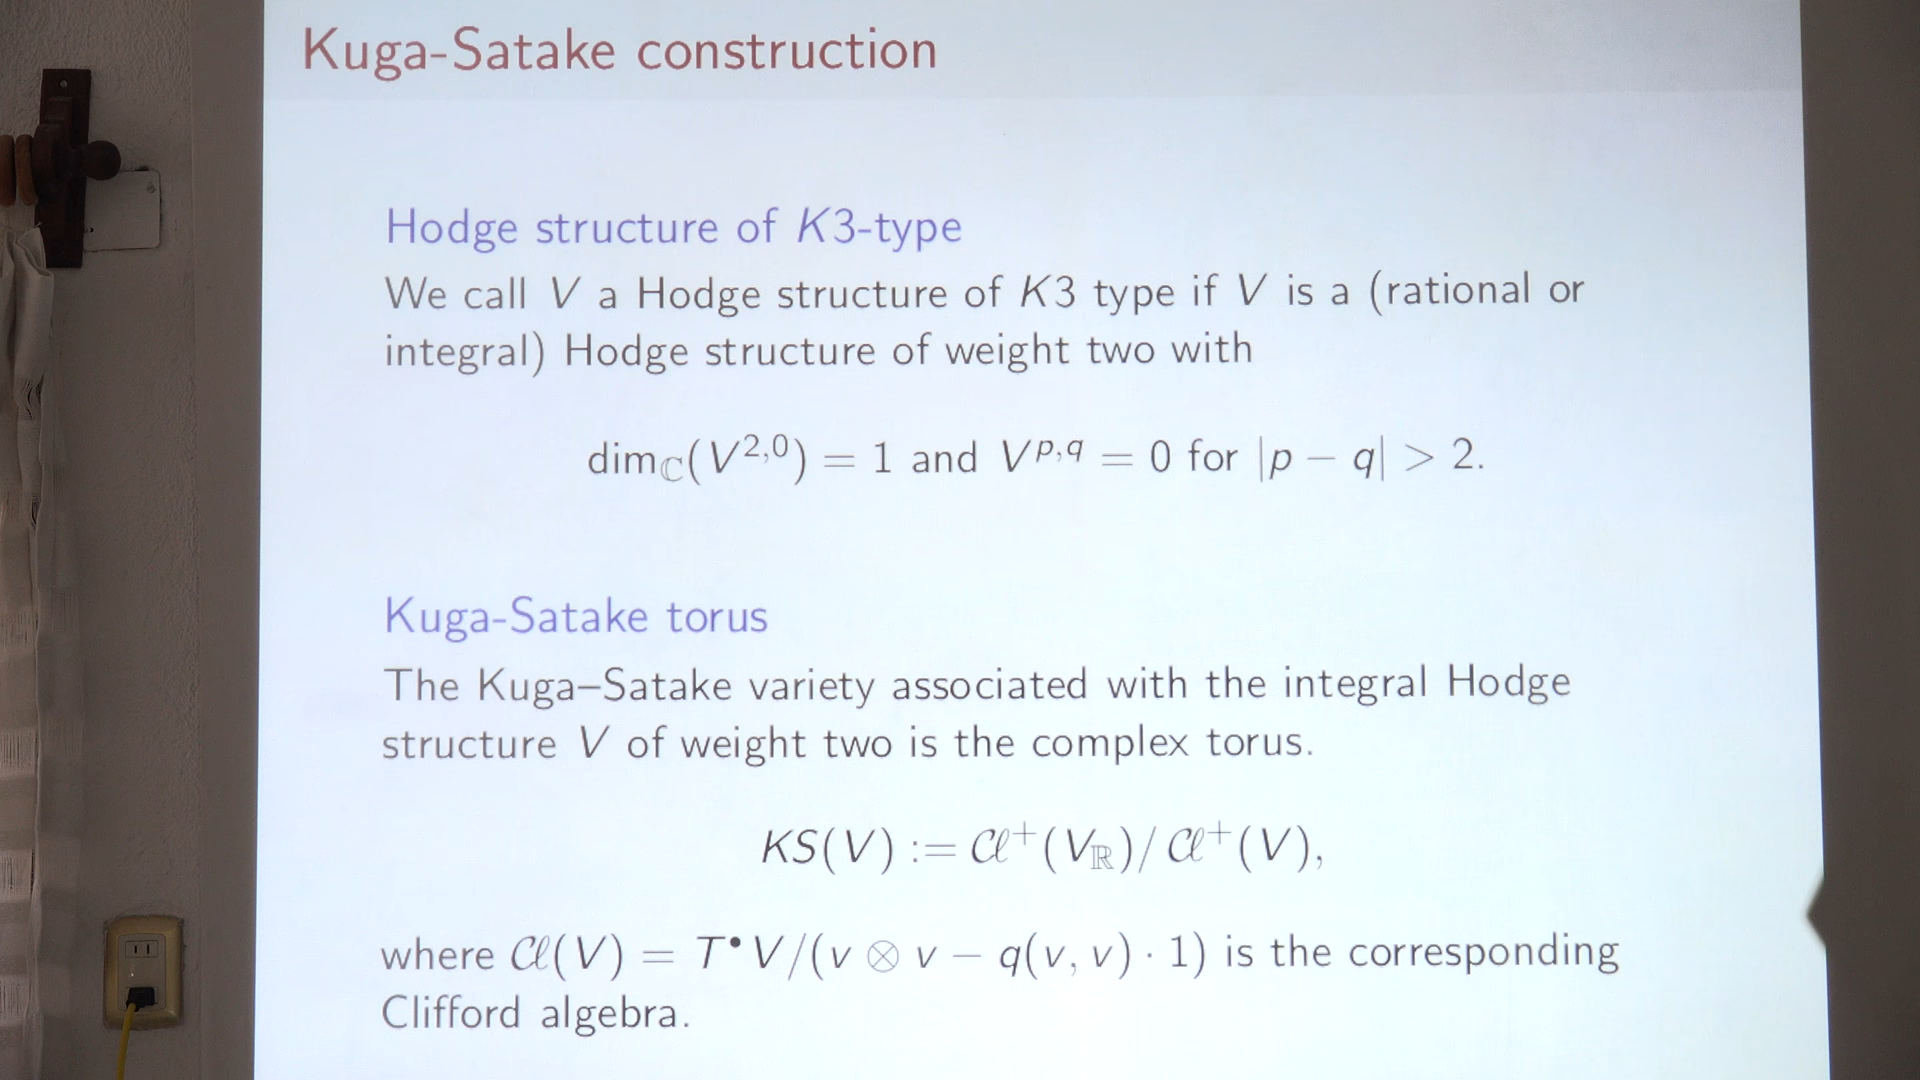 Kuga-Satake construction
Hodge structure of K3-type
We call V a Hodge structure of K3 type if V is a (rational or
integral) Hodge structure of weight two with
dim_ℂ(V^{2,0}) = 1 and V^{p,q} = 0 for |p − q| > 2.
Kuga-Satake torus
The Kuga–Satake variety associated with the integral Hodge
structure V of weight two is the complex torus.
KS(V) := 𝒞ℓ⁺(V_ℝ)/ 𝒞ℓ⁺(V),
where 𝒞ℓ(V) = T^•V/(v ⊗ v − q(v, v) · 1) is the corresponding
Clifford algebra.